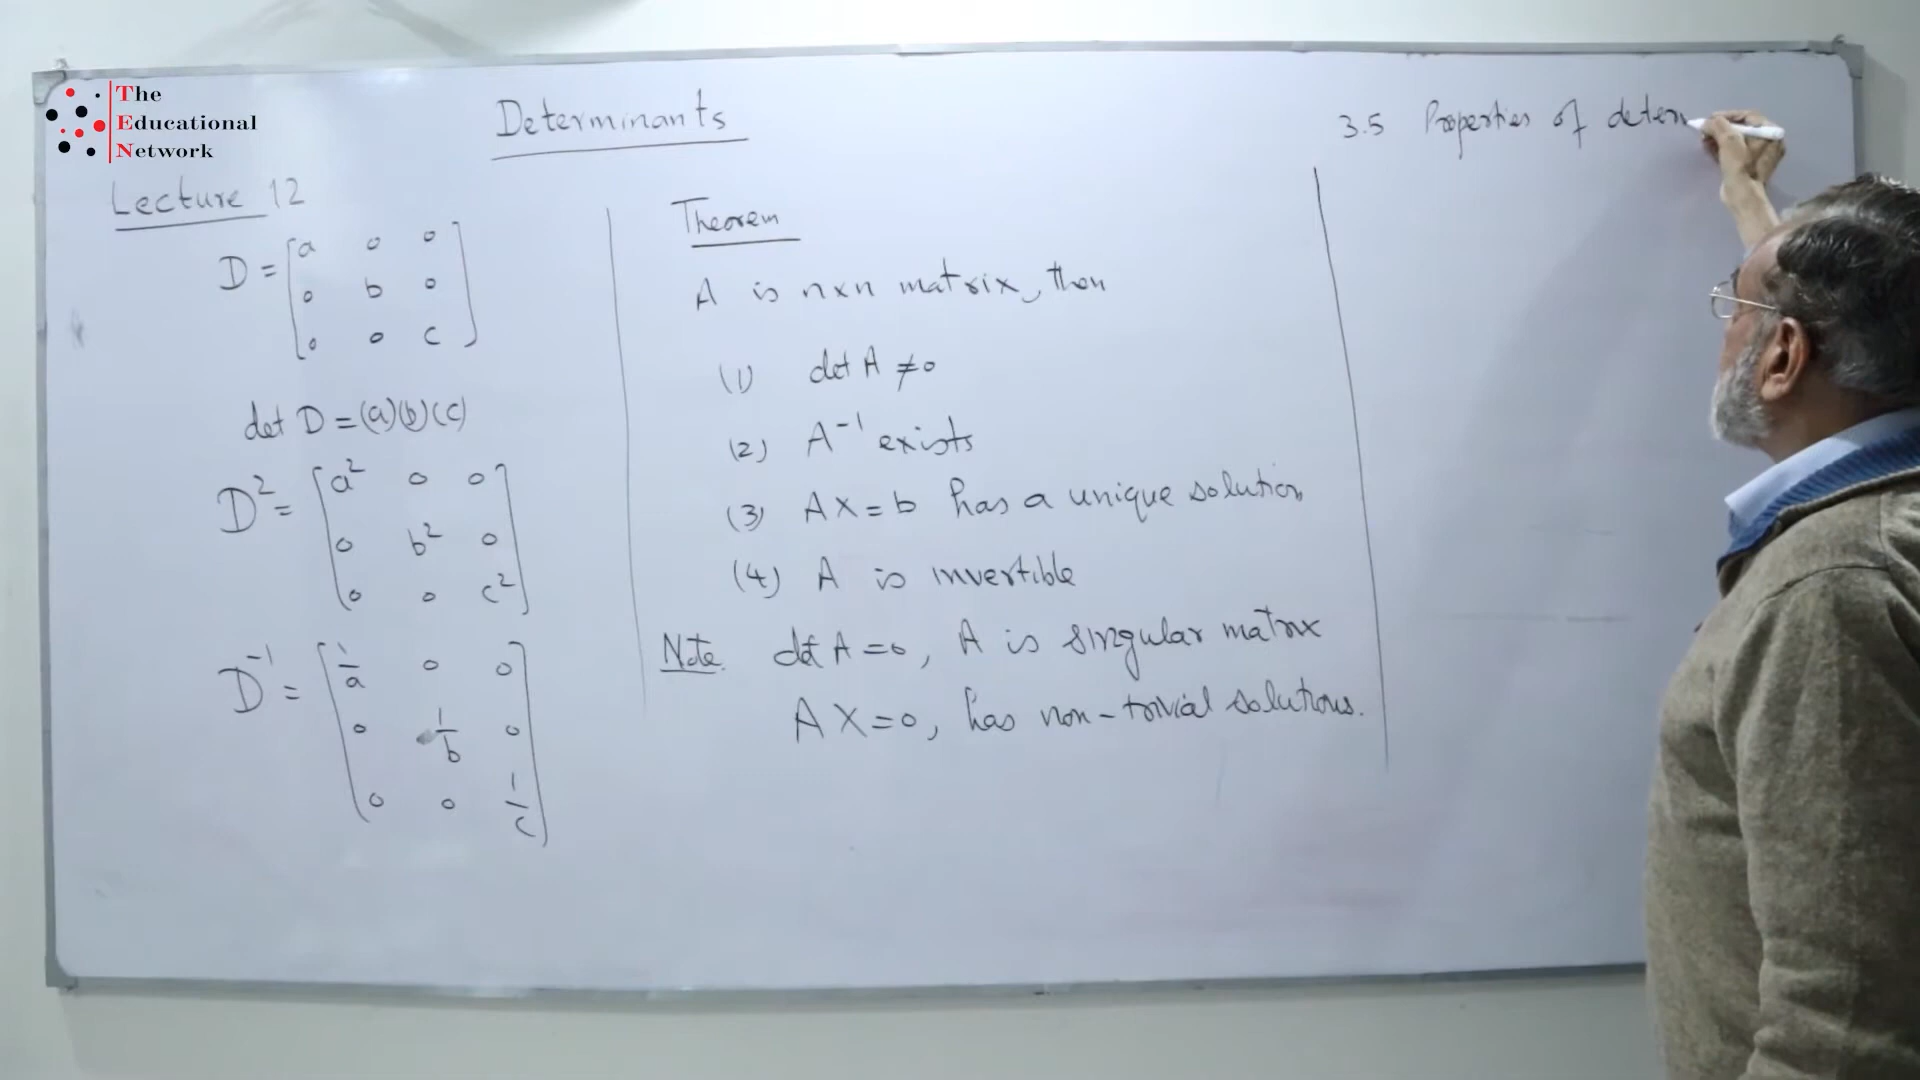 The
Educational
Network
Determinants
Lecture 12
D = [a 0 0
0 b 0
0 0 c]
det D = (a)(b)(c)
D² = [a² 0 0
0 b² 0
0 0 c²]
D⁻¹ = [1/a 0 0
0 1/b 0
0 0 1/c]
Theorem
A is n×n matrix, then
(1) det A ≠ 0
(2) A⁻¹ exists
(3) AX = b has a unique solution
(4) A is invertible
Note. det A = 0, A is singular matrix
AX = 0, has non-trivial solutions.
3.5 Properties of determ